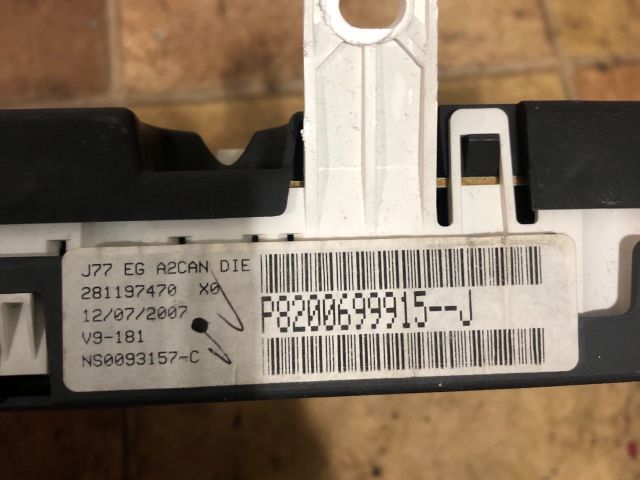 J77 EG A2CAN DIE
281197470 X0
12/07/2007
V9-181
NS0093157-C
P8200699915--J